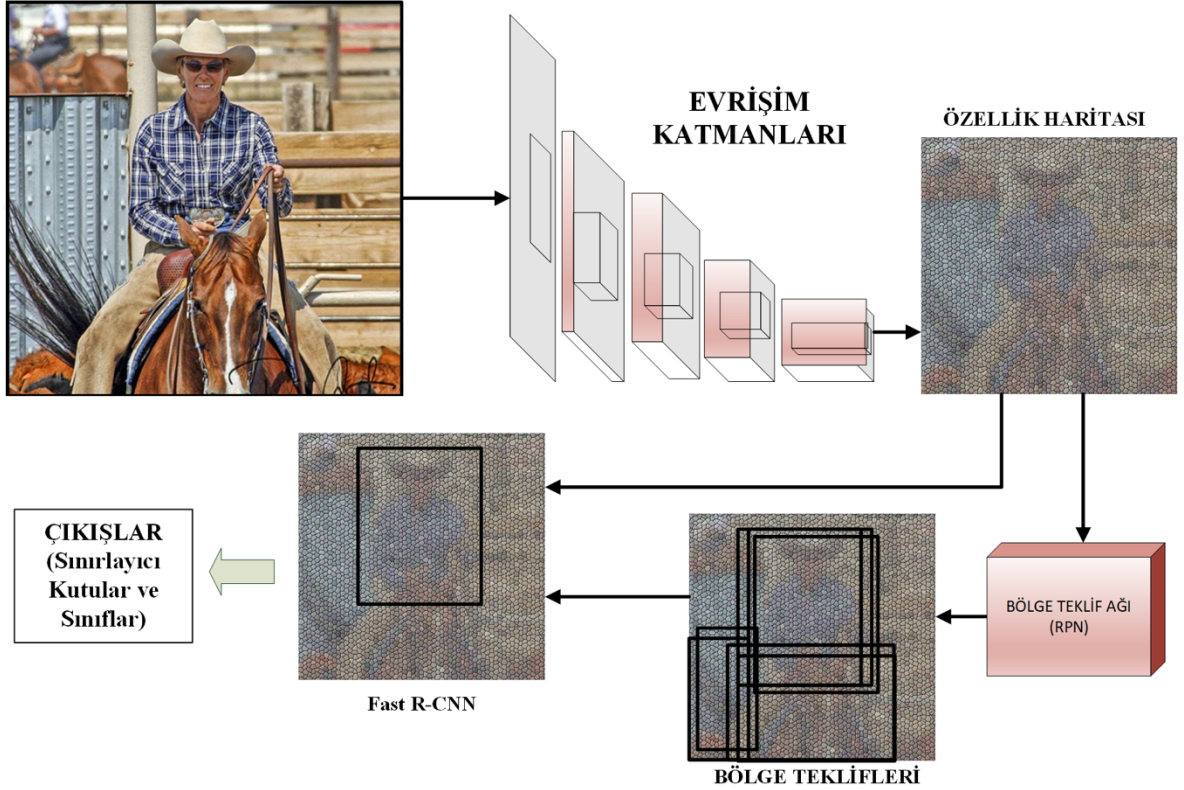 EVRİŞİM
KATMANLARI
ÖZELLİK HARİTASI
ÇIKIŞLAR
(Sınırlayıcı
Kutular ve
Sınıflar)
Fast R-CNN
BÖLGE TEKLİFLERİ
BÖLGE TEKLİF AĞI
(RPN)